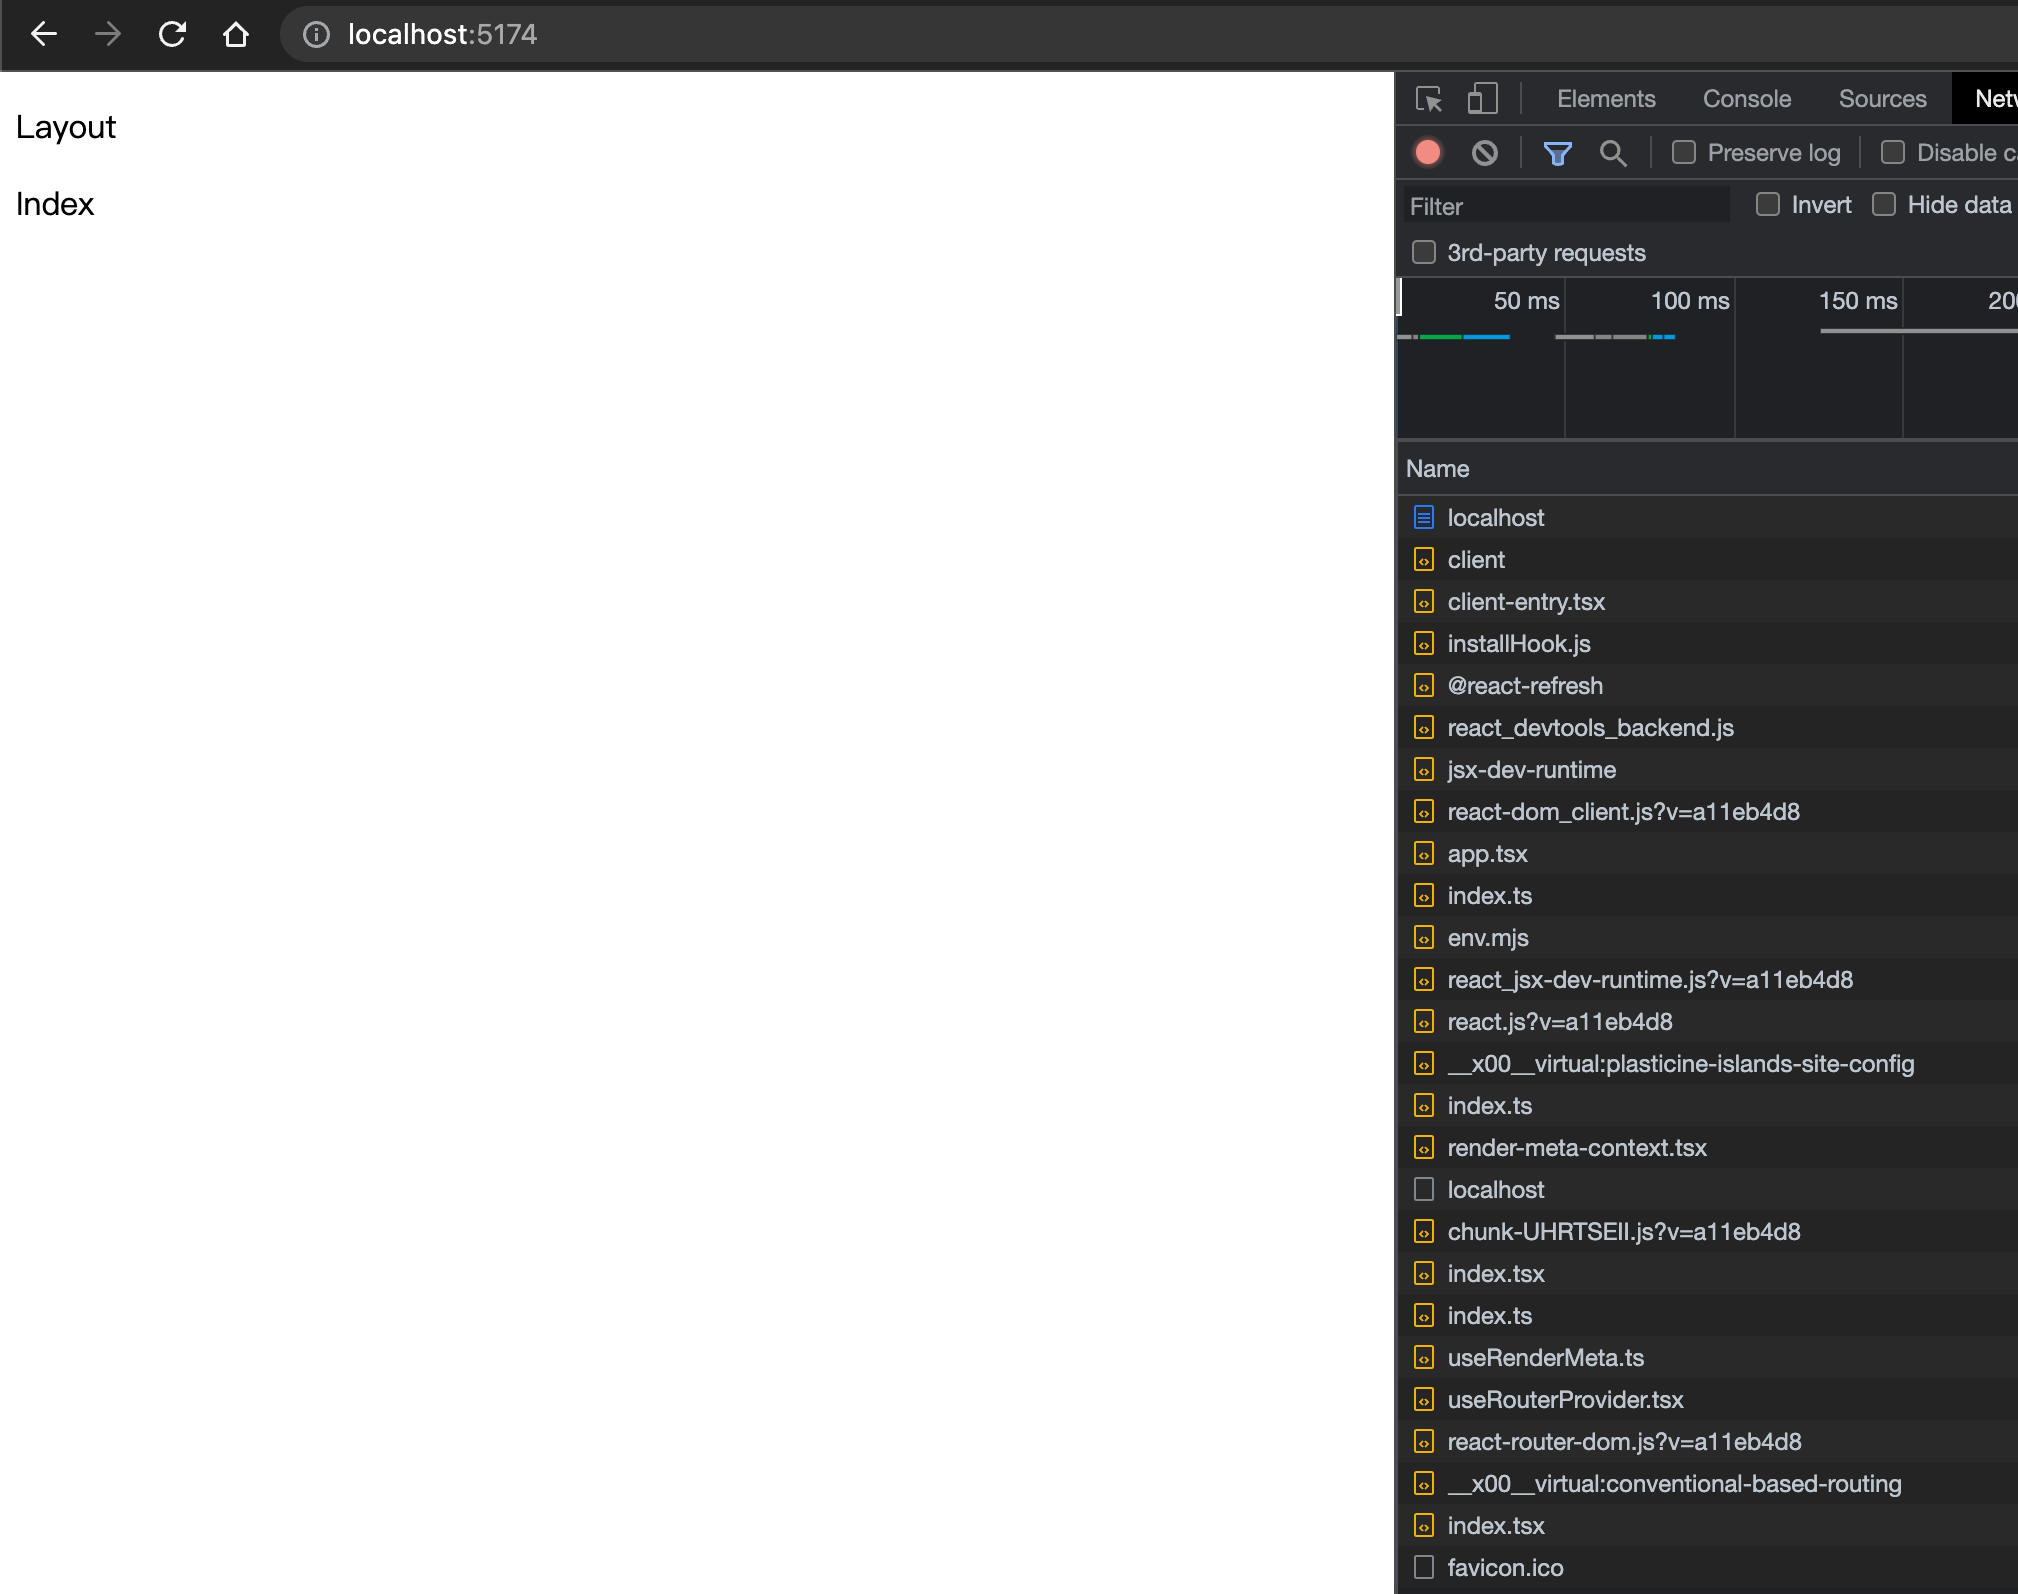 localhost:5174
Layout
Index
Elements Console Sources
Preserve log Disable
Filter Invert Hide data
3rd-party requests
50 ms 100 ms 150 ms
Name
localhost
client
client-entry.tsx
installHook.js
@react-refresh
react_devtools_backend.js
jsx-dev-runtime
react-dom_client.js?v=a11eb4d8
app.tsx
index.ts
env.mjs
react_jsx-dev-runtime.js?v=a11eb4d8
react.js?v=a11eb4d8
__x00__virtual:plasticine-islands-site-config
index.ts
render-meta-context.tsx
localhost
chunk-UHRTSEII.js?v=a11eb4d8
index.tsx
index.ts
useRenderMeta.ts
useRouterProvider.tsx
react-router-dom.js?v=a11eb4d8
__x00__virtual:conventional-based-routing
index.tsx
favicon.ico